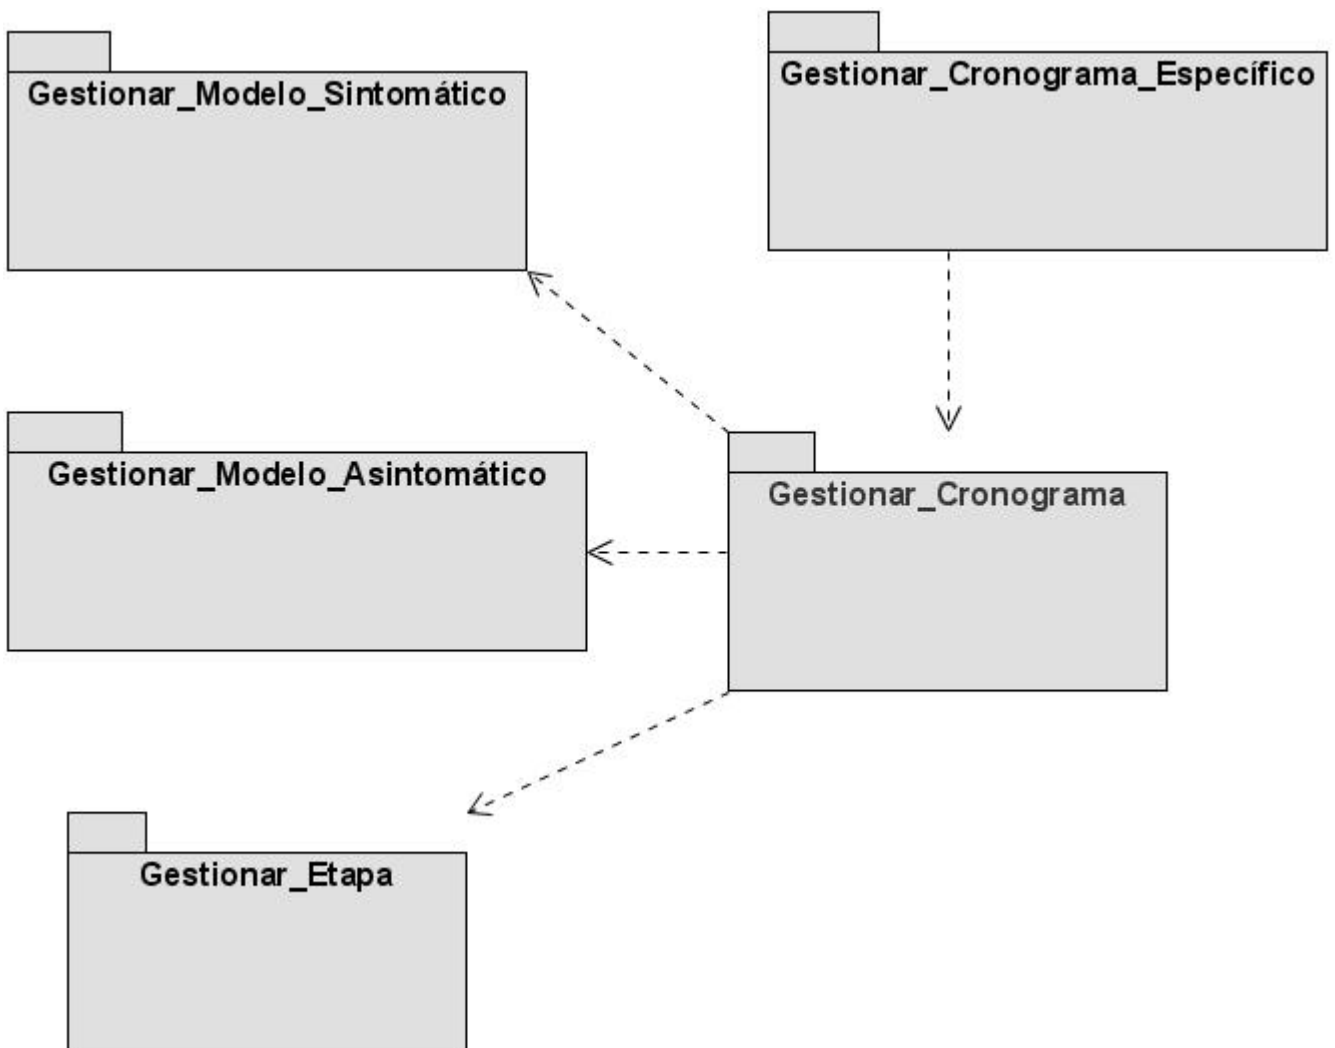 Gestionar_Modelo_Sintomático
Gestionar_Cronograma_Específico
Gestionar_Modelo_Asintomático
Gestionar_Cronograma
Gestionar_Etapa